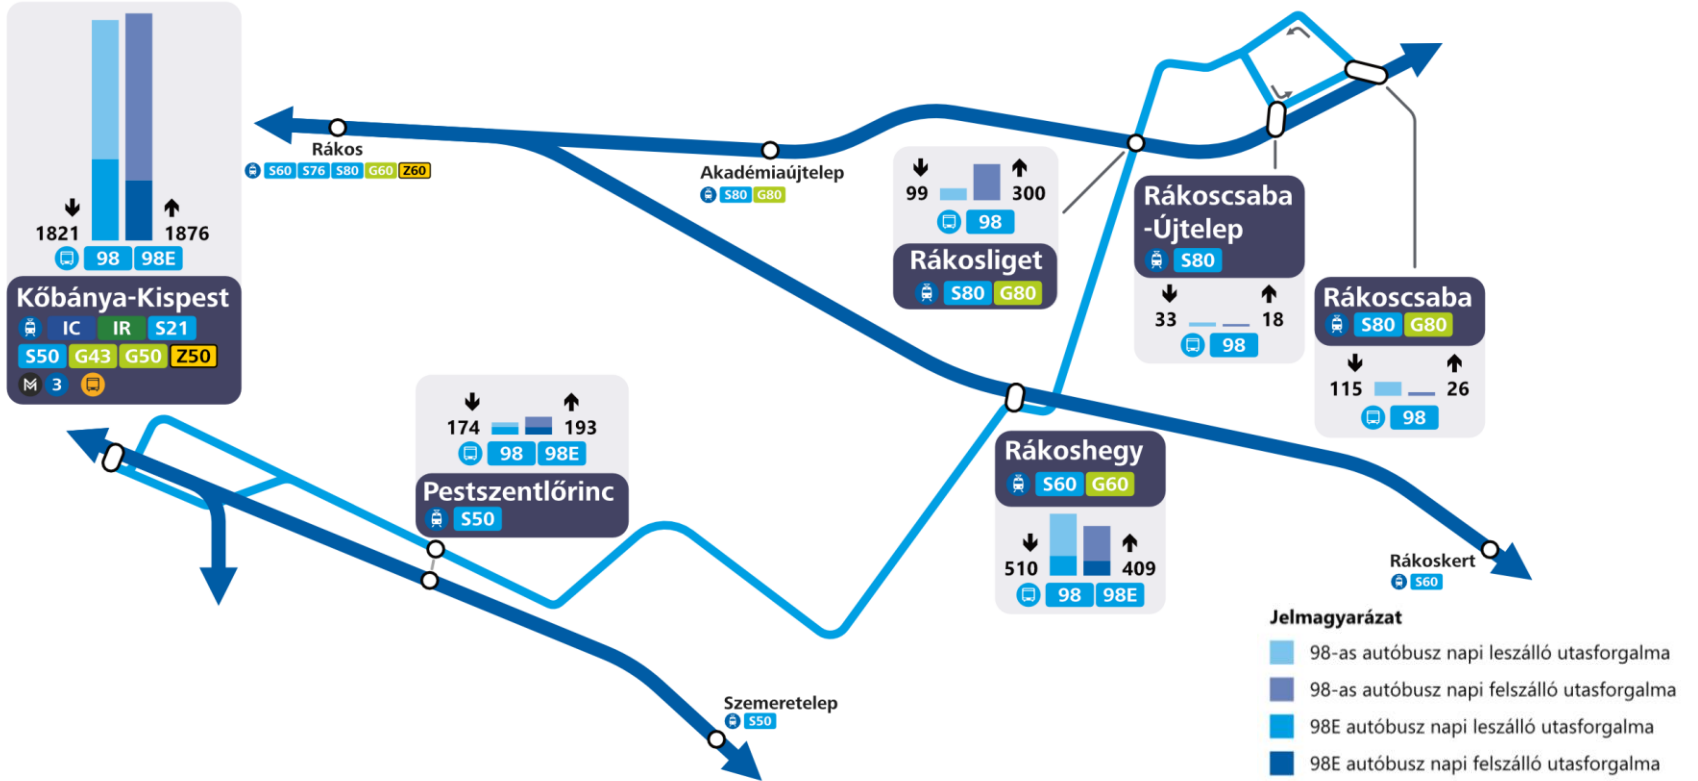 1821
1876
98 98E
Kőbánya-Kispest
IC IR S21
S50 G43 G50 Z50
M 3
Rákos
S60 S76 S80 G60 Z60
Akadémiaújtelep
S80 G80
99
300
98
Rákosliget
S80 G80
Rákoscsaba
-Újtelep
S80
33
18
98
Rákoscsaba
S80 G80
115
26
98
174
193
98 98E
Pestszentlőrinc
S50
Rákoshegy
S60 G60
510
409
98 98E
Rákoskert
S60
Szemeretelep
S50
Jelmagyarázat
98-as autóbusz napi leszálló utasforgalma
98-as autóbusz napi felszálló utasforgalma
98E autóbusz napi leszálló utasforgalma
98E autóbusz napi felszálló utasforgalma